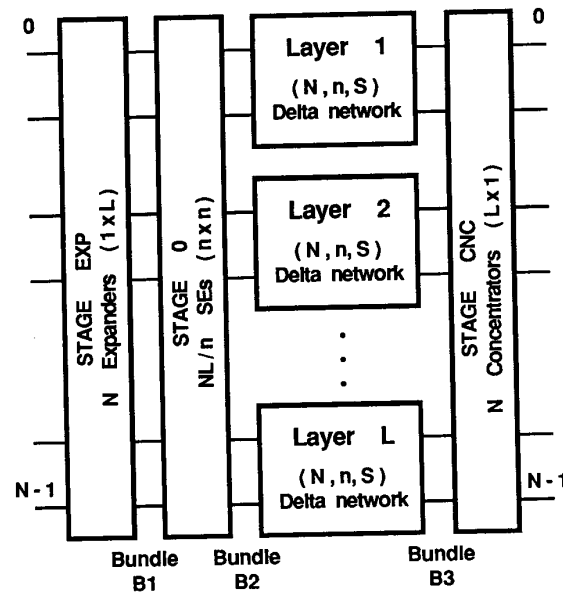 0
0
Layer 1
(N,n,S)
Delta network
STAGE EXP
N Expanders (1xL)
STAGE 0
NL/n SEs (nxn)
Layer 2
(N,n,S)
Delta network
STAGE CNC
N Concentrators (Lx1)
Layer L
(N,n,S)
Delta network
N-1
N-1
Bundle
B1
Bundle
B2
Bundle
B3